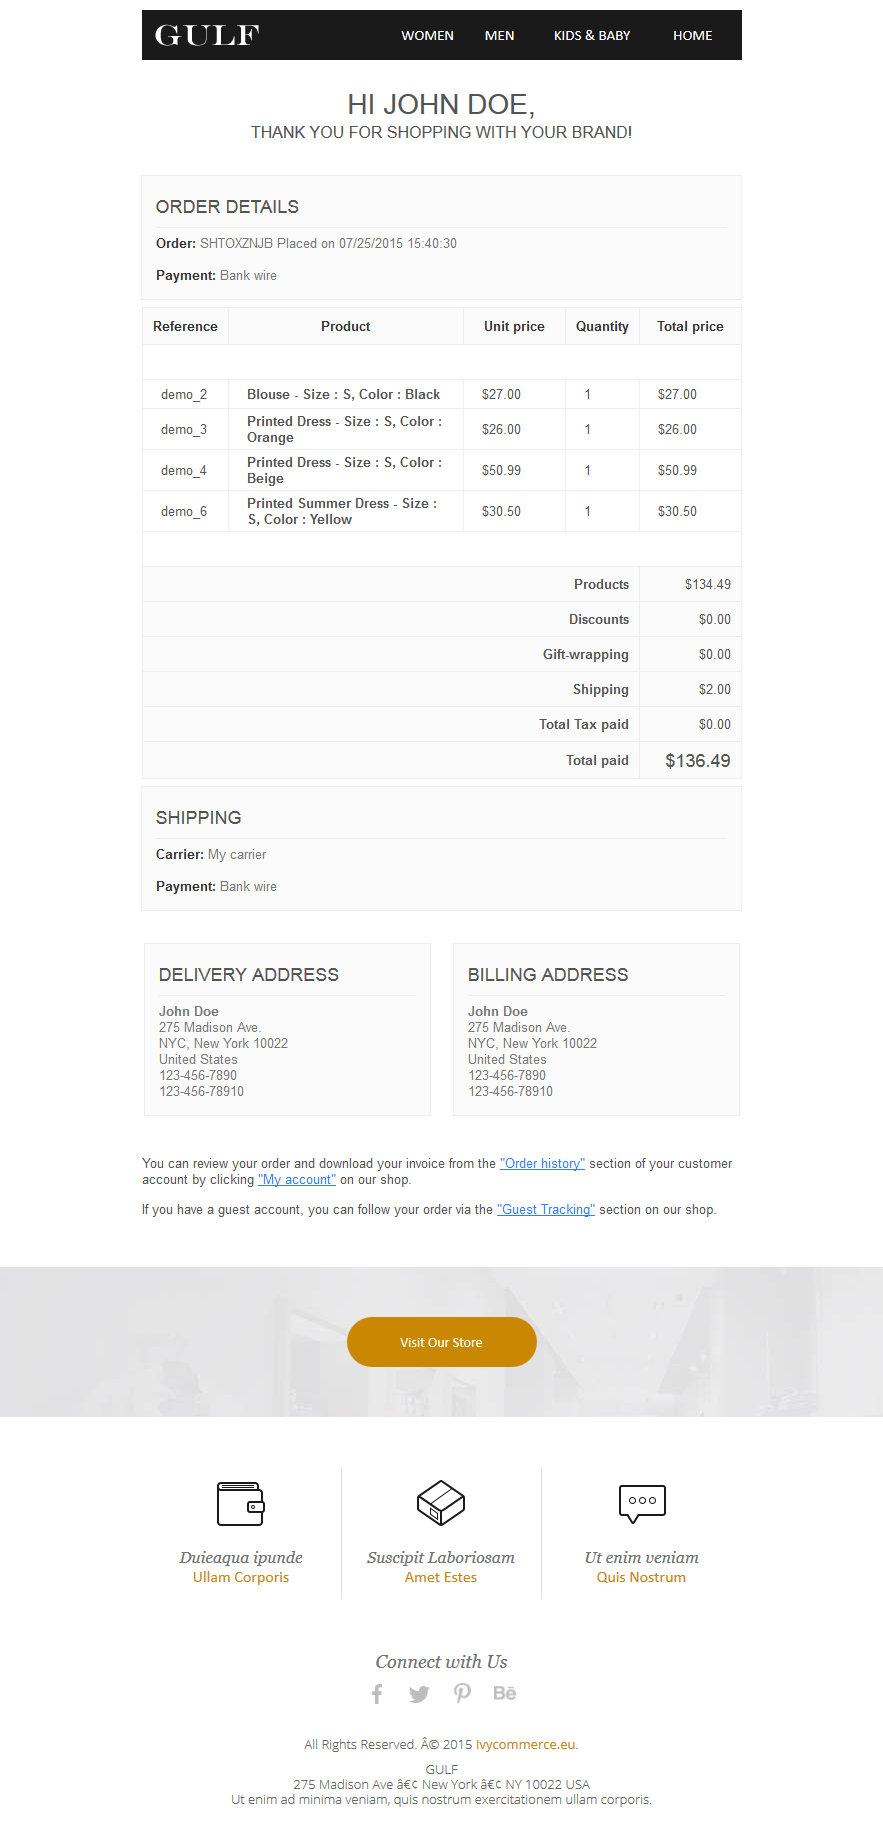 GULF
WOMEN MEN KIDS & BABY HOME
HI JOHN DOE,
THANK YOU FOR SHOPPING WITH YOUR BRAND!
ORDER DETAILS
Order: SHTOXZNJB Placed on 07/25/2015 15:40:30
Payment: Bank wire
Reference Product Unit price Quantity Total price
demo_2 Blouse - Size : S, Color : Black $27.00 1 $27.00
demo_3 Printed Dress - Size : S, Color :
Orange $26.00 1 $26.00
demo_4 Printed Dress - Size : S, Color :
Beige $50.99 1 $50.99
demo_6 Printed Summer Dress - Size :
S, Color : Yellow $30.50 1 $30.50
Products $134.49
Discounts $0.00
Gift-wrapping $0.00
Shipping $2.00
Total Tax paid $0.00
Total paid $136.49
SHIPPING
Carrier: My carrier
Payment: Bank wire
DELIVERY ADDRESS
John Doe
275 Madison Ave.
NYC, New York 10022
United States
123-456-7890
123-456-78910
BILLING ADDRESS
John Doe
275 Madison Ave.
NYC, New York 10022
United States
123-456-7890
123-456-78910
You can review your order and download your invoice from the "Order history" section of your customer
account by clicking "My account" on our shop.
If you have a guest account, you can follow your order via the "Guest Tracking" section on our shop.
Visit Our Store
Duieaqua ipunde
Ullam Corporis
Suscipit Laboriosam
Amet Estes
Ut enim veniam
Quis Nostrum
Connect with Us
f Bē
All Rights Reserved. Â© 2015 Ivycommerce.eu.
GULF
275 Madison Ave â€¢ New York â€¢ NY 10022 USA
Ut enim ad minima veniam, quis nostrum exercitationem ullam corporis.